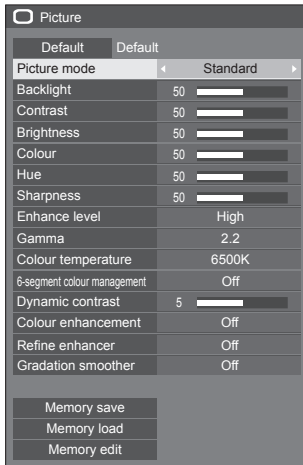 Picture
Default Default
Picture mode Standard
Backlight 50
Contrast 50
Brightness 50
Colour 50
Hue 50
Sharpness 50
Enhance level High
Gamma 2.2
Colour temperature 6500K
6-segment colour management Off
Dynamic contrast 5
Colour enhancement Off
Refine enhancer Off
Gradation smoother Off
Memory save
Memory load
Memory edit